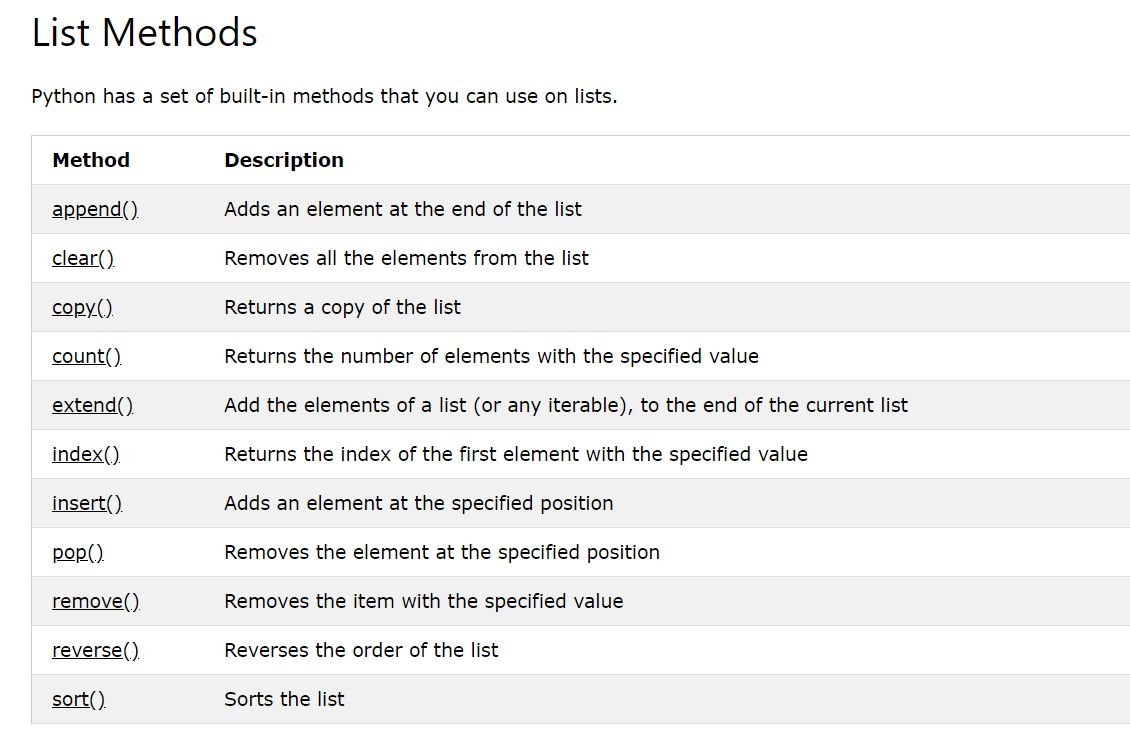 List Methods
Python has a set of built-in methods that you can use on lists.
Method Description
append() Adds an element at the end of the list
clear() Removes all the elements from the list
copy() Returns a copy of the list
count() Returns the number of elements with the specified value
extend() Add the elements of a list (or any iterable), to the end of the current list
index() Returns the index of the first element with the specified value
insert() Adds an element at the specified position
pop() Removes the element at the specified position
remove() Removes the item with the specified value
reverse() Reverses the order of the list
sort() Sorts the list